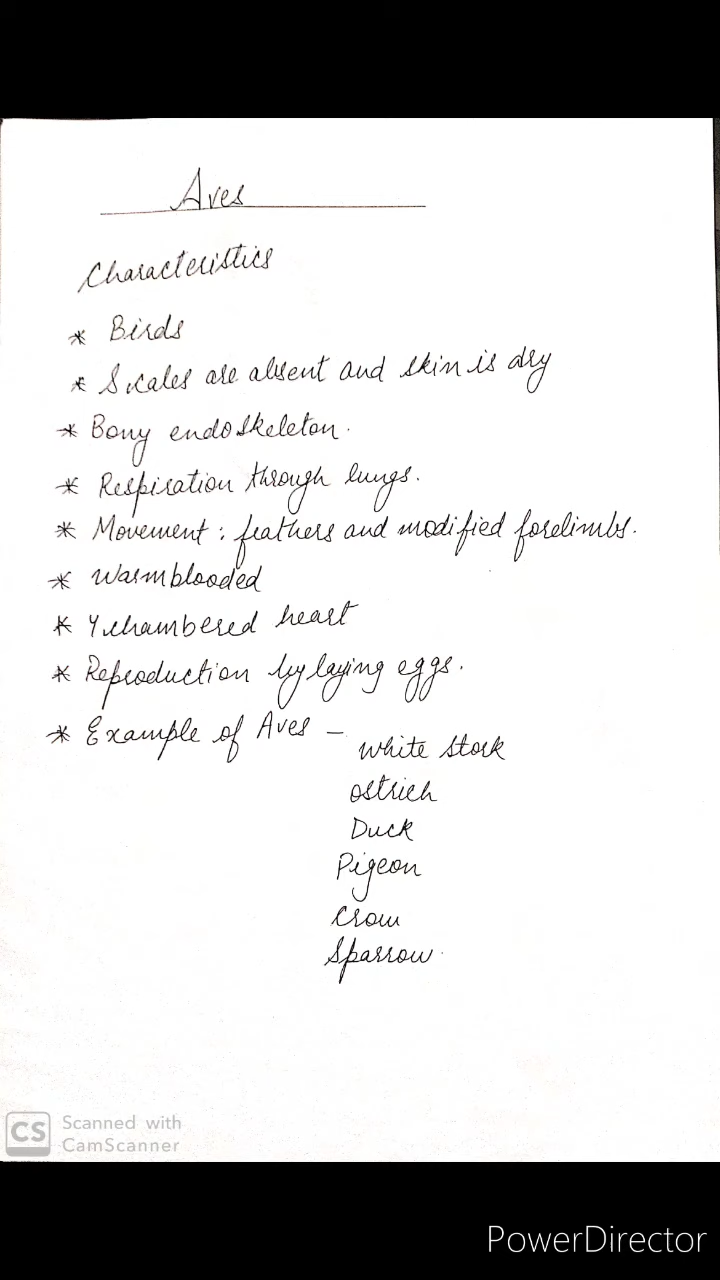 Aves
Characteristics
* Birds
* Scales are absent and skin is dry
* Bony endoskeleton.
* Respiration through lungs.
* Movement : feathers and modified forelimbs.
* Warmblooded
* 4 chambered heart
* Reproduction by laying eggs.
* Example of Aves -
white stork
ostrich
Duck
Pigeon
Crow
Sparrow.
CS Scanned with
CamScanner
PowerDirector